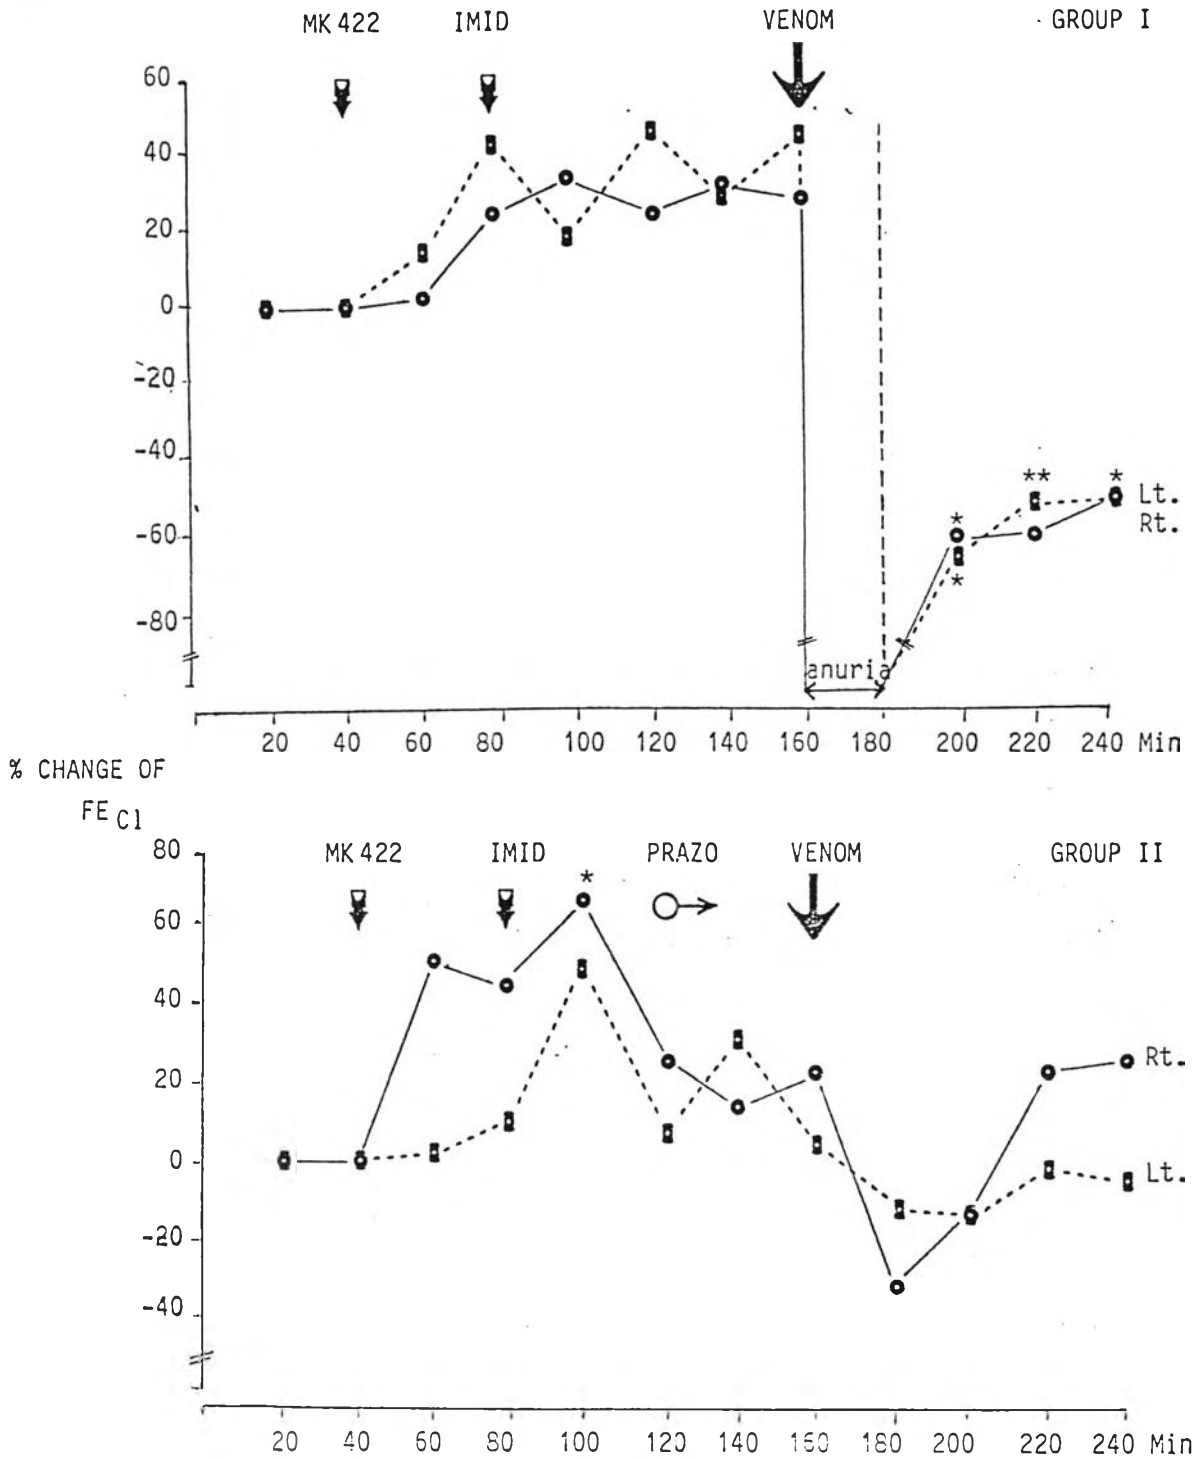 MK 422 IMID VENOM GROUP I
60
40
20
0
-20
-40
** *
* Lt.
-60 Rt.
*
-80
anuria
20 40 60 80 100 120 140 160 180 200 220 240 Min
% CHANGE OF
FE Cl
80 MK 422 IMID PRAZO VENOM GROUP II
*
60
40
20 Rt.
0 Lt.
-20
-40
20 40 60 80 100 120 140 160 180 200 220 240 Min